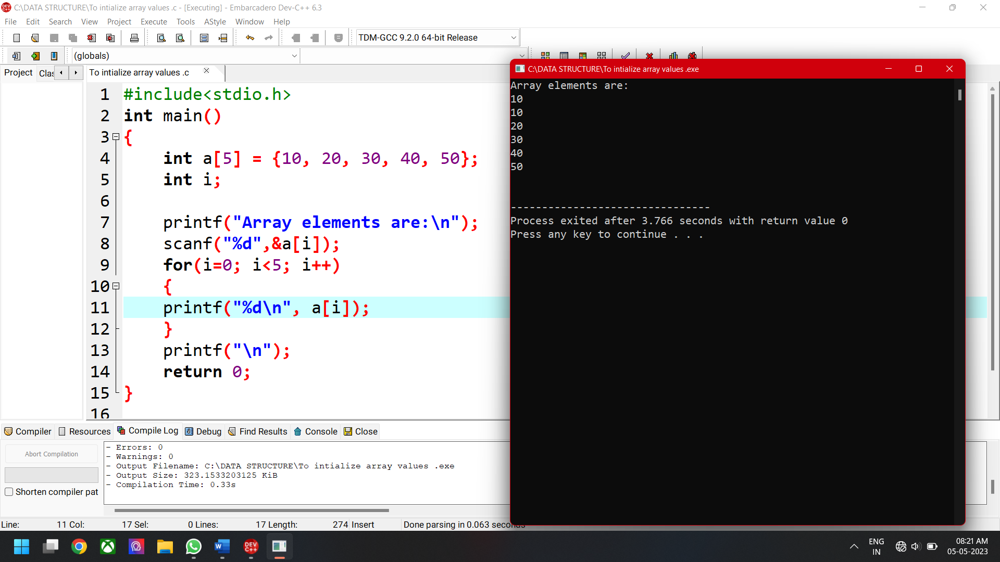 C:\DATA STRUCTURE\To intialize array values .c - [Executing] - Embarcadero Dev-C++ 6.3
File Edit Search View Project Execute Tools AStyle Window Help
TDM-GCC 9.2.0 64-bit Release
(globals)
Project Clas To intialize array values .c
1 #include<stdio.h>
2 int main()
3 {
4 int a[5] = {10, 20, 30, 40, 50};
5 int i;
6
7 printf("Array elements are:\n");
8 scanf("%d",&a[i]);
9 for(i=0; i<5; i++)
10 {
11 printf("%d\n", a[i]);
12 }
13 printf("\n");
14 return 0;
15 }
16
C:\DATA STRUCTURE\To intialize array values .exe
Array elements are:
10
10
20
30
40
50
--------------------------------
Process exited after 3.766 seconds with return value 0
Press any key to continue . . .
Compiler Resources Compile Log Debug Find Results Console Close
Abort Compilation
Shorten compiler pat
- Errors: 0
- Warnings: 0
- Output Filename: C:\DATA STRUCTURE\To intialize array values .exe
- Output Size: 323.1533203125 KiB
- Compilation Time: 0.33s
Line: 11 Col: 17 Sel: 0 Lines: 17 Length: 274 Insert Done parsing in 0.063 seconds
DEV C++
ENG
IN
08:21 AM
05-05-2023